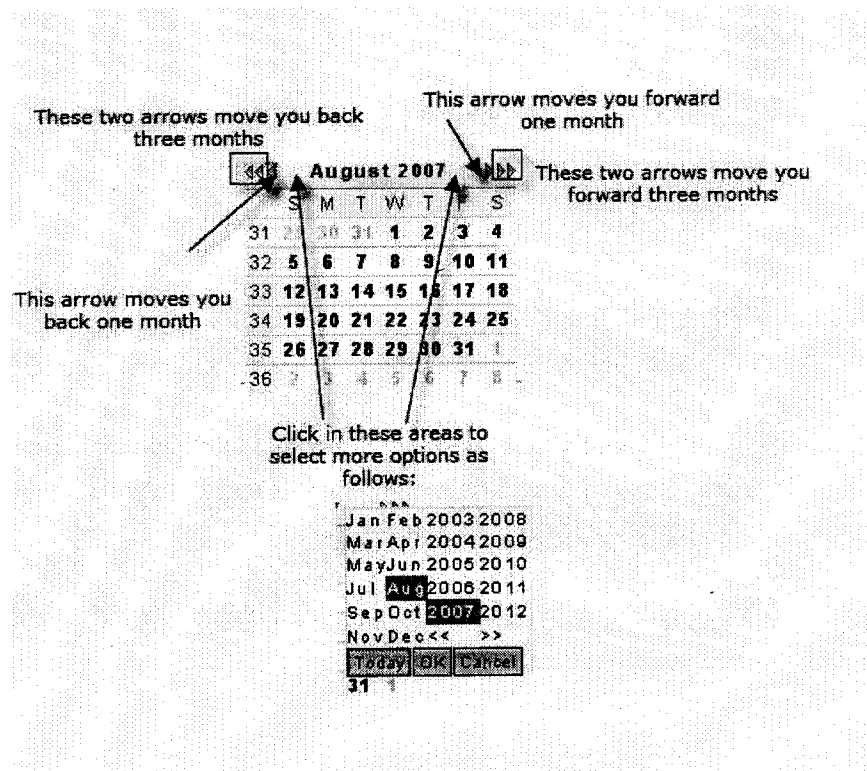 These two arrows move you back
three months
This arrow moves you forward
one month
August 2007
These two arrows move you
forward three months
S M T W T F S
31 29 30 31 1 2 3 4
32 5 6 7 8 9 10 11
33 12 13 14 15 16 17 18
34 19 20 21 22 23 24 25
35 26 27 28 29 30 31 1
36 2 3 4 5 6 7 8
This arrow moves you
back one month
Click in these areas to
select more options as
follows:
Jan Feb 2003 2008
Mar Apr 2004 2009
May Jun 2005 2010
Jul Aug 2006 2011
Sep Oct 2007 2012
Nov Dec << >>
Today OK Cancel
31 1